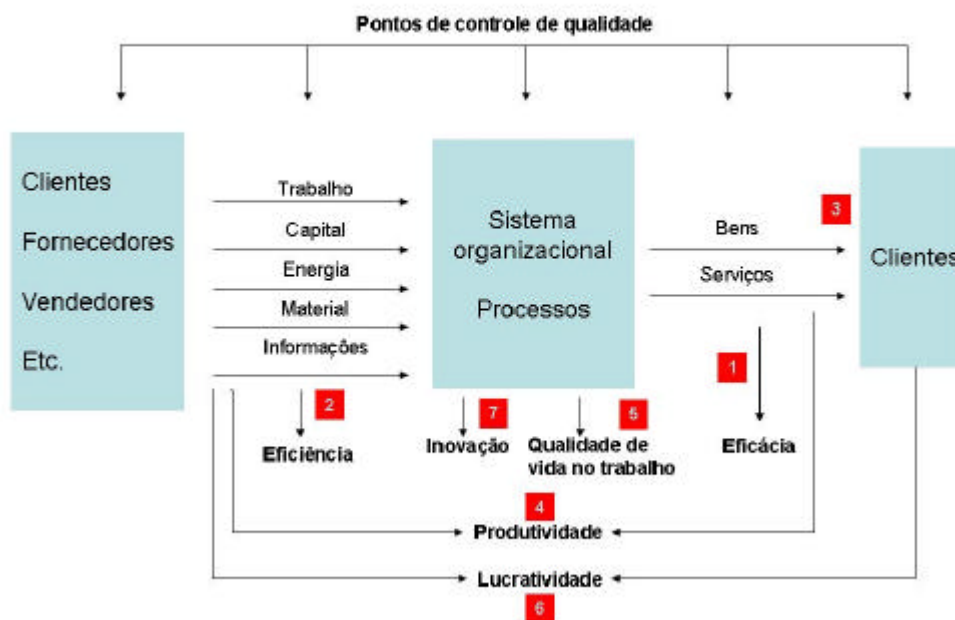 Pontos de controle de qualidade
Clientes
Fornecedores
Vendedores
Etc.
Trabalho
Capital
Energia
Material
Informações
Sistema
organizacional
Processos
Bens
Serviços
3
Clientes
2
Eficiência
7
Inovação
5
Qualidade de
vida no trabalho
1
Eficácia
4
Produtividade
Lucratividade
6